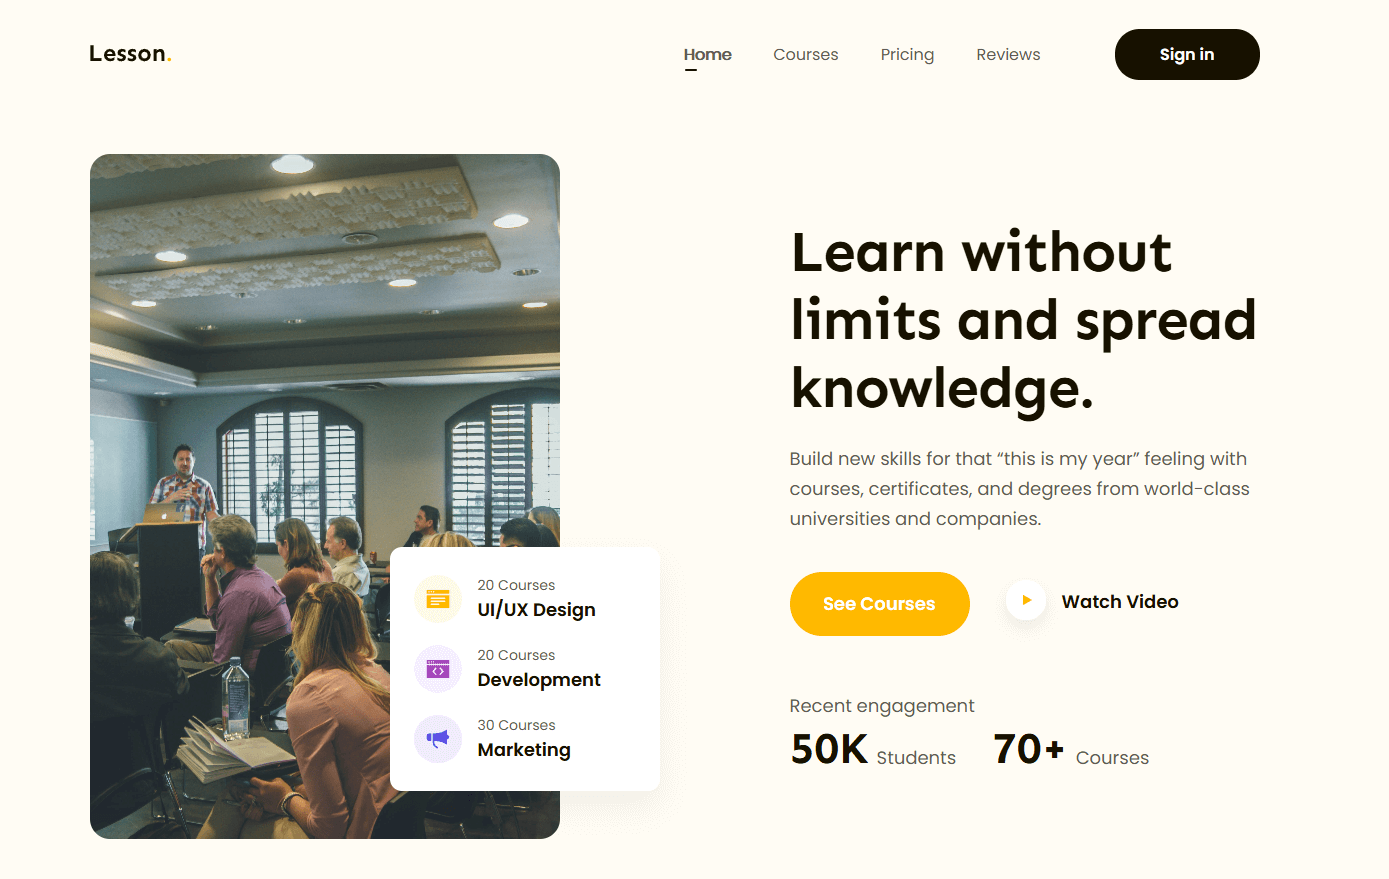 Lesson.
Home
Courses
Pricing
Reviews
Sign in
Learn without
limits and spread
knowledge.
Build new skills for that “this is my year” feeling with
courses, certificates, and degrees from world-class
universities and companies.
See Courses
Watch Video
Recent engagement
50K Students
70+ Courses
20 Courses
UI/UX Design
20 Courses
Development
30 Courses
Marketing